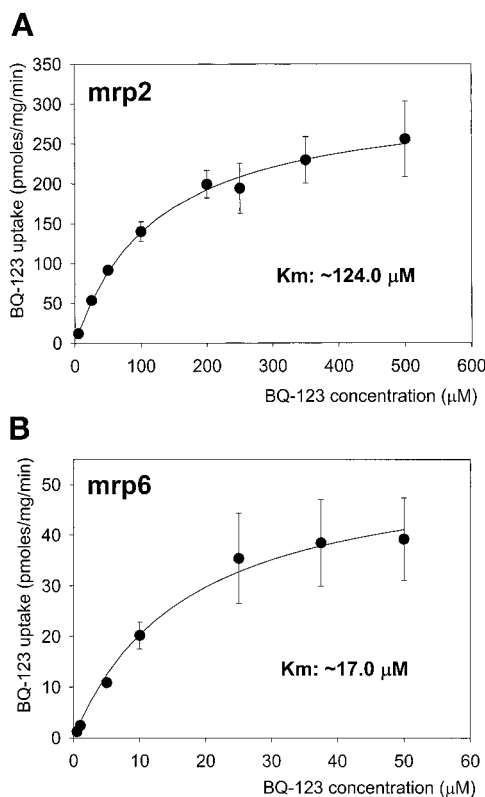 A
mrp2
BQ-123 uptake (pmoles/mg/min)
350
300
250
200
150
100
50
0
Km: ~124.0 μM
0 100 200 300 400 500 600
BQ-123 concentration (μM)
B
mrp6
BQ-123 uptake (pmoles/mg/min)
50
40
30
20
10
0
Km: ~17.0 μM
0 10 20 30 40 50 60
BQ-123 concentration (μM)